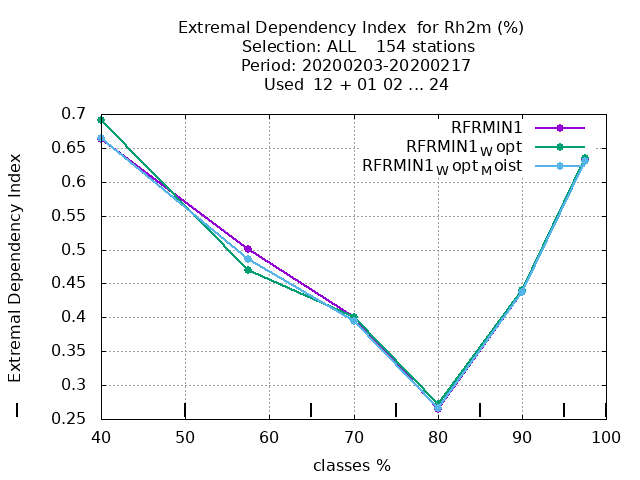 Extremal Dependency Index  for Rh2m (%)
Selection: ALL    154 stations
Period: 20200203-20200217
Used  12 + 01 02 ... 24
RFRMIN1
RFRMIN1Wopt
RFRMIN1WoptMoist
Extremal Dependency Index
0.7
0.65
0.6
0.55
0.5
0.45
0.4
0.35
0.3
0.25
40 50 60 70 80 90 100
classes %